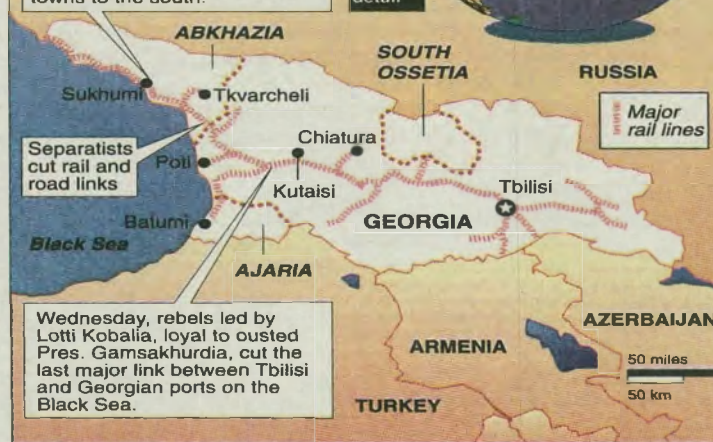 towns to the south.
detail
ABKHAZIA
SOUTH
OSSETIA
RUSSIA
Sukhumi
Tkvarcheli
Major
rail lines
Separatists
cut rail and
road links
Chiatura
Poti
Kutaisi
Tbilisi
GEORGIA
Batumi
Black Sea
AJARIA
Wednesday, rebels led by
Lotti Kobalia, loyal to ousted
Pres. Gamsakhurdia, cut the
last major link between Tbilisi
and Georgian ports on the
Black Sea.
AZERBAIJAN
ARMENIA
50 miles
50 km
TURKEY